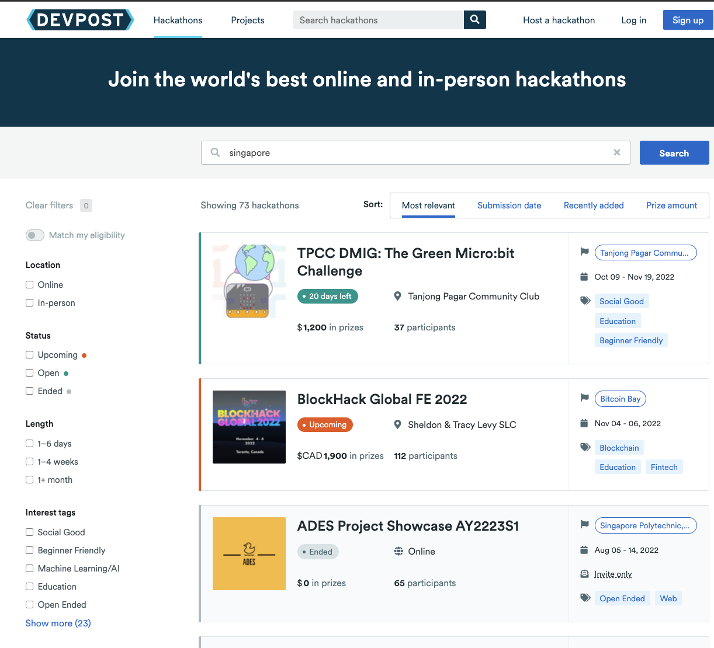 DEVPOST
Hackathons
Projects
Search hackathons
Host a hackathon
Log in
Sign up
Join the world's best online and in-person hackathons
singapore
Search
Clear filters 0
Showing 73 hackathons
Sort:
Most relevant
Submission date
Recently added
Prize amount
Match my eligibility
Location
Online
In-person
Status
Upcoming
Open
Ended
Length
1–6 days
1–4 weeks
1+ month
Interest tags
Social Good
Beginner Friendly
Machine Learning/AI
Education
Open Ended
Show more (23)
TPCC DMIG: The Green Micro:bit
Challenge
20 days left
Tanjong Pagar Community Club
$1,200 in prizes
37 participants
Tanjong Pagar Commu...
Oct 09 - Nov 19, 2022
Social Good
Education
Beginner Friendly
BLOCKHACK
GLOBAL 2022
November 4 - 6
2022
Toronto, Canada
BlockHack Global FE 2022
Upcoming
Sheldon & Tracy Levy SLC
$CAD1,900 in prizes
112 participants
Bitcoin Bay
Nov 04 - 06, 2022
Blockchain
Education
Fintech
ADES
ADES Project Showcase AY2223S1
Ended
Online
$0 in prizes
65 participants
Singapore Polytechnic,...
Aug 05 - 14, 2022
Invite only
Open Ended
Web